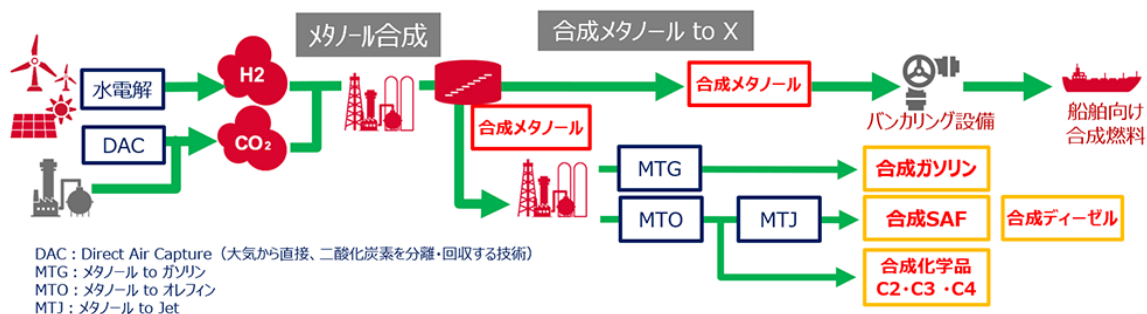 メタノール合成
合成メタノール to X
水電解
H2
合成メタノール
合成メタノール
バンカリング設備
船舶向け
合成燃料
DAC
CO₂
MTG
合成ガソリン
MTO
MTJ
合成SAF
合成ディーゼル
合成化学品
C2・C3 ・C4
DAC：Direct Air Capture（大気から直接、二酸化炭素を分離・回収する技術）
MTG：メタノール to ガソリン
MTO：メタノール to オレフィン
MTJ：メタノール to Jet